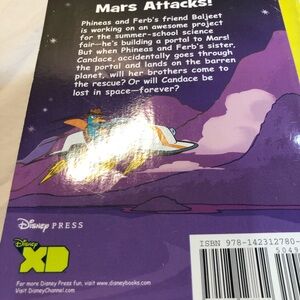 Mars Attacks!
Phineas and Ferb's friend Baljeet
is working on an awesome project
for the summer-school science
fair—he's building a portal to Mars!
But when Phineas and Ferb's sister,
Candace, accidentally goes through
the portal and lands on the barren
planet, will her brothers come to
the rescue? Or will Candace be
lost in space—forever?
Disney PRESS
Disney
XD
For more Disney Press fun, visit www.disneybooks.com
Visit DisneyChannel.com
ISBN 978-142312780-
5049